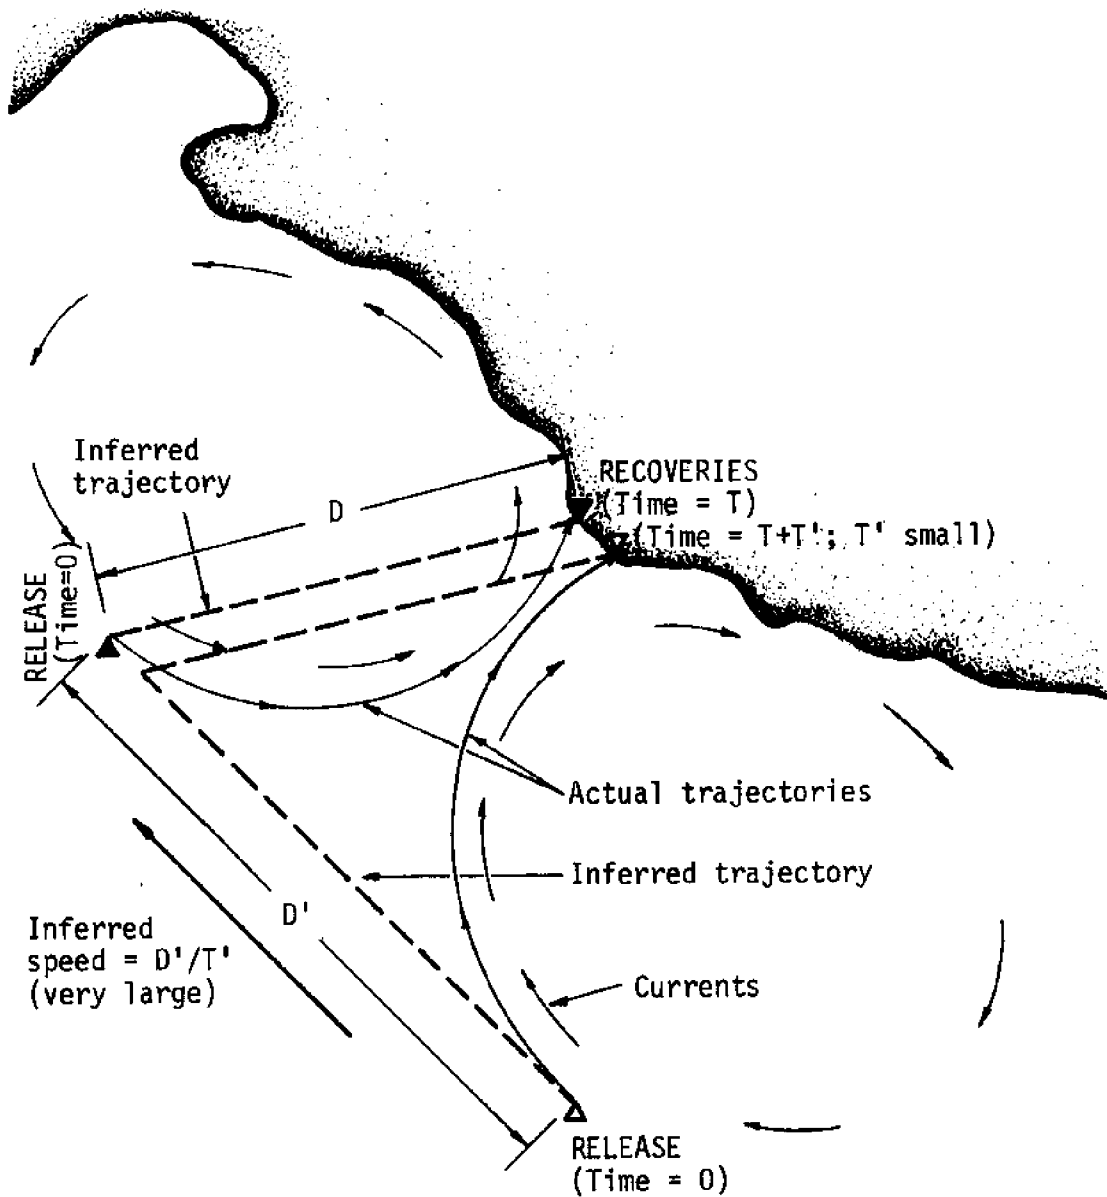 Inferred
trajectory
D
RECOVERIES
(Time = T)
(Time = T+T'; T' small)
RELEASE
(Time=0)
Actual trajectories
Inferred trajectory
D'
Inferred
speed = D'/T'
(very large)
Currents
RELEASE
(Time = 0)